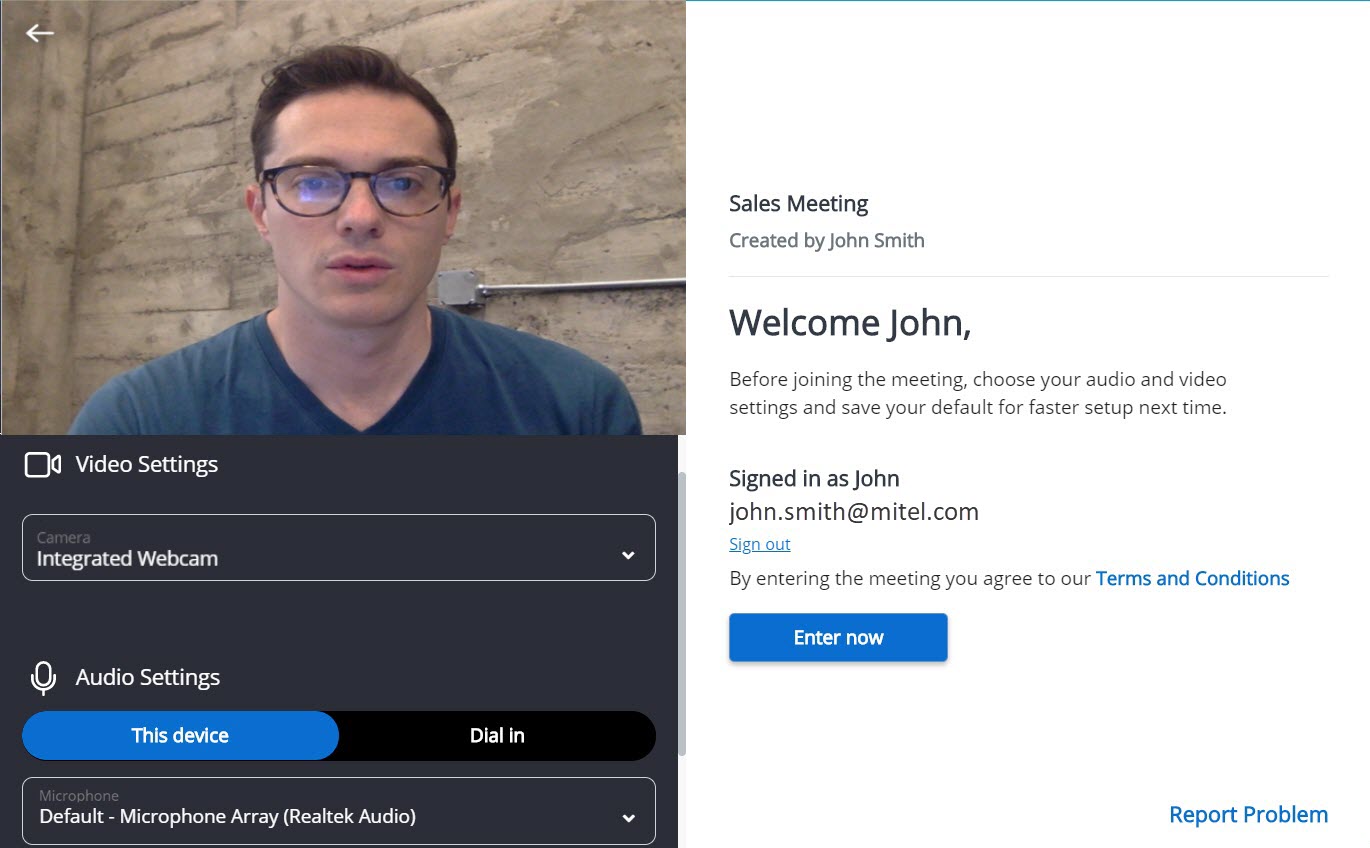 Video Settings
Camera
Integrated Webcam
Audio Settings
This device
Dial in
Microphone
Default - Microphone Array (Realtek Audio)
Sales Meeting
Created by John Smith
Welcome John,
Before joining the meeting, choose your audio and video
settings and save your default for faster setup next time.
Signed in as John
john.smith@mitel.com
Sign out
By entering the meeting you agree to our Terms and Conditions
Enter now
Report Problem